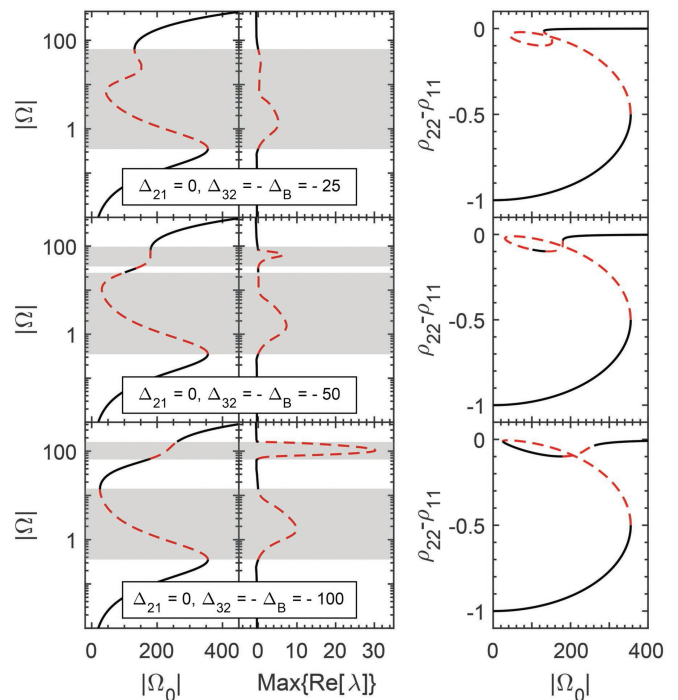 100
1
|Ω|
Δ21 = 0, Δ32 = - ΔB = - 25
0
-0.5
-1
ρ22-ρ11
100
1
|Ω|
Δ21 = 0, Δ32 = - ΔB = - 50
0
-0.5
-1
ρ22-ρ11
100
1
|Ω|
Δ21 = 0, Δ32 = - ΔB = - 100
0
-0.5
-1
ρ22-ρ11
0 200 400
0 10 20 30
0 100 200 300 400
|Ω0|
Max{Re[λ]}
|Ω0|